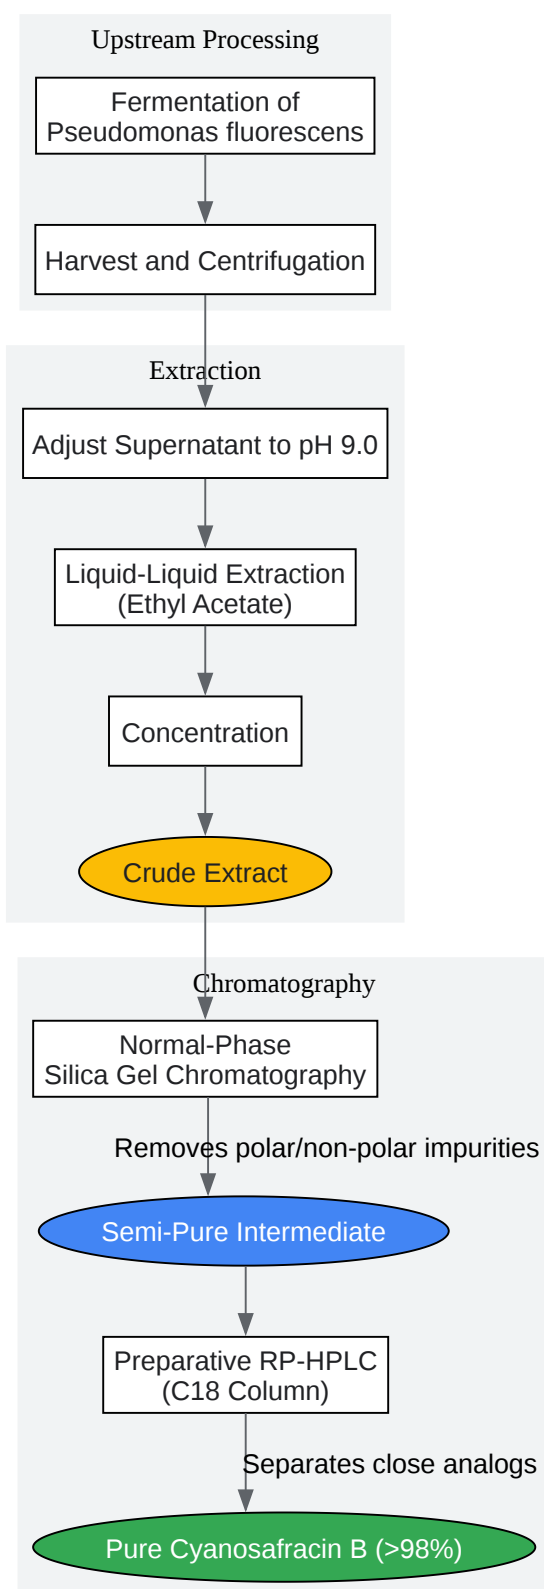 Upstream Processing
Fermentation of
Pseudomonas fluorescens
Harvest and Centrifugation
Extraction
Adjust Supernatant to pH 9.0
Liquid-Liquid Extraction
(Ethyl Acetate)
Concentration
Crude Extract
Chromatography
Normal-Phase
Silica Gel Chromatography
Removes polar/non-polar impurities
Semi-Pure Intermediate
Preparative RP-HPLC
(C18 Column)
Separates close analogs
Pure Cyanosafracin B (>98%)